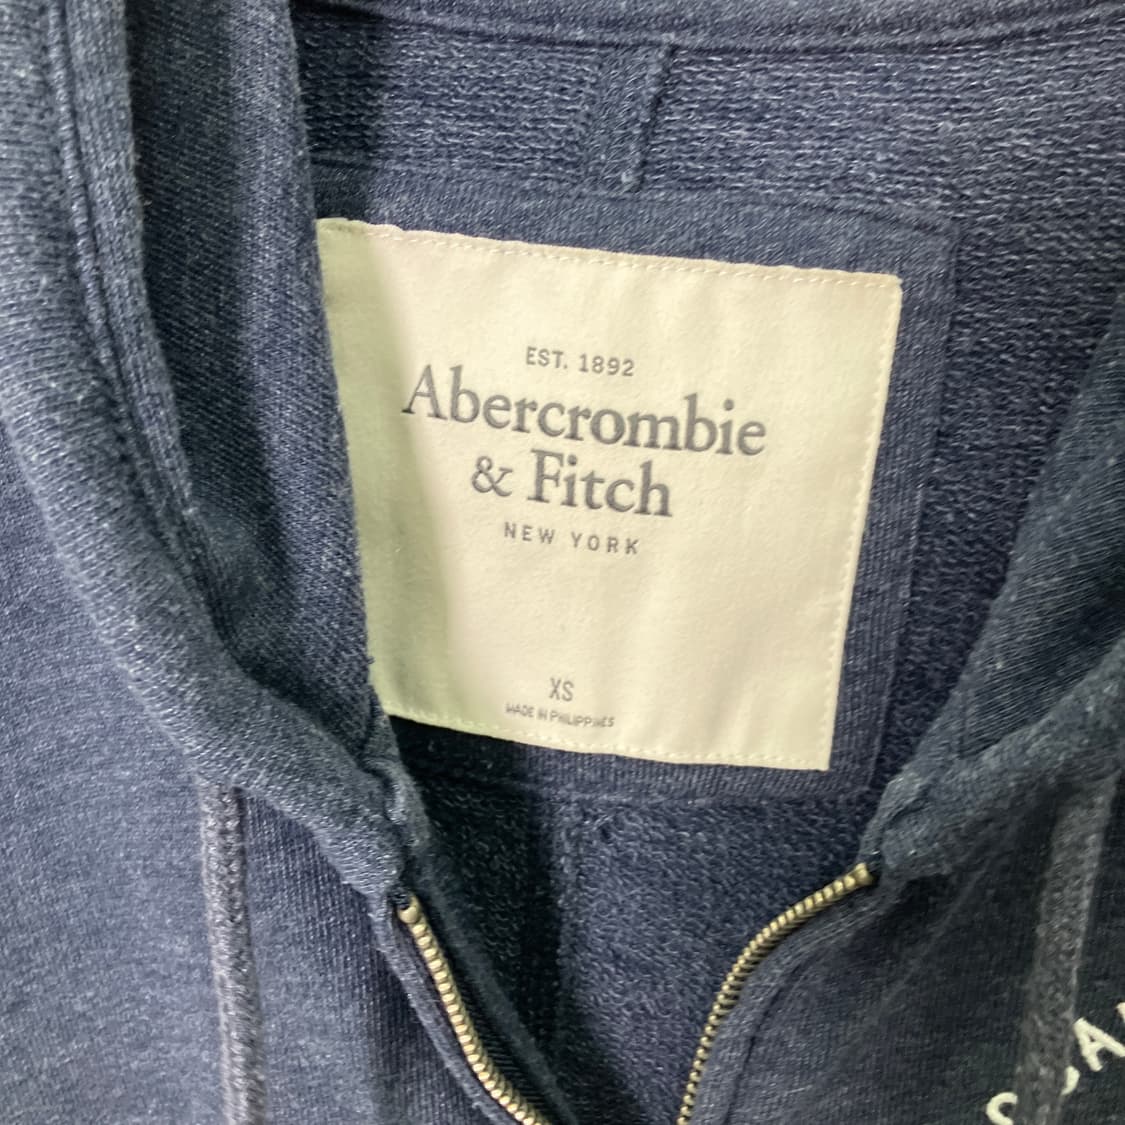 EST. 1892
Abercrombie
& Fitch
NEW YORK
XS
MADE IN PHILIPPINES